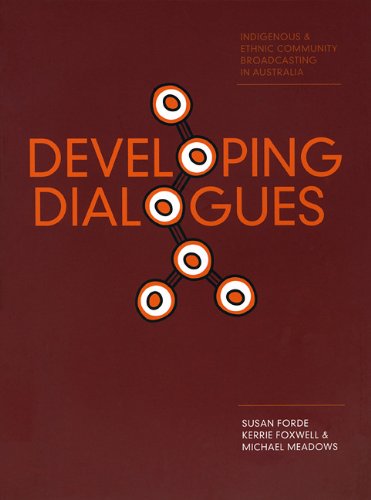 INDIGENOUS &
ETHNIC COMMUNITY
BROADCASTING
IN AUSTRALIA
DEVELOPING
DIALOGUES
SUSAN FORDE
KERRIE FOXWELL &
MICHAEL MEADOWS